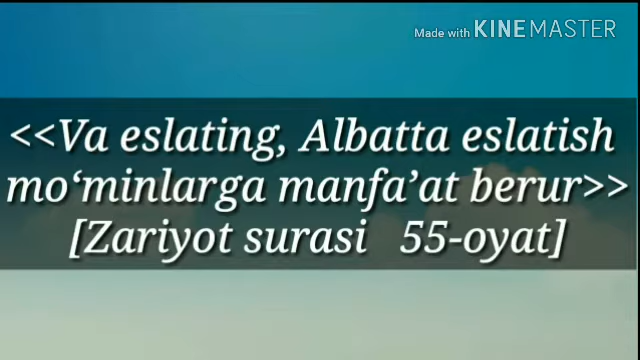 Made with KINEMASTER
<<Va eslating, Albatta eslatish
mo‘minlarga manfa’at berur>>
[Zariyot surasi 55-oyat]